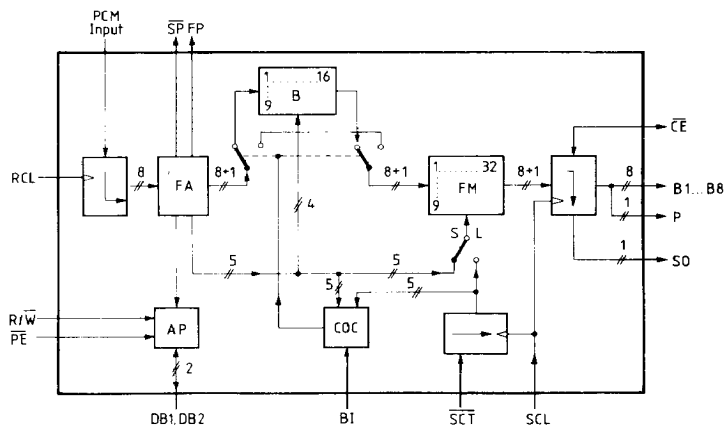 PCM
Input
SP FP
1 16
B
9
RCL
8
FA
8+1
8+1
1 32
FM
9
8+1
CE
8
B1...B8
1
P
1
SO
4
S L
5
5
5
5
R/W
PE
AP
COC
2
DB1, DB2
BI
SCT
SCL